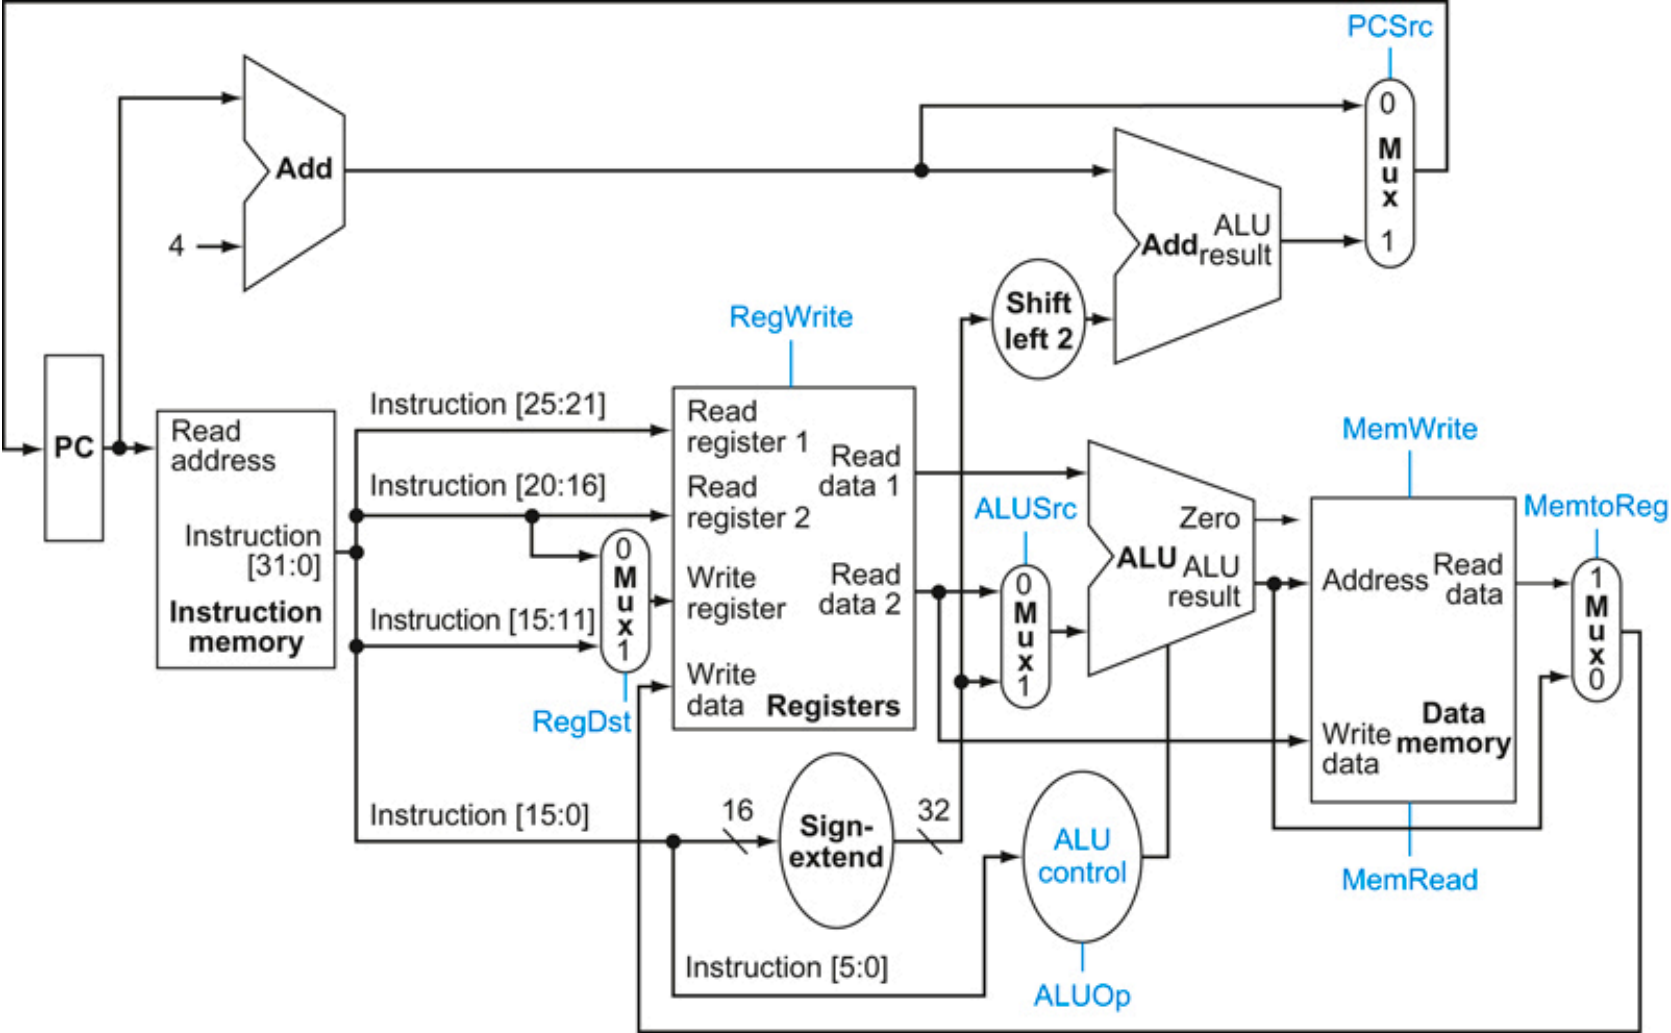 PCSrc
0
M
u
x
1
Add
4
Add
ALU
result
Shift
left 2
RegWrite
PC
Read
address
Instruction
[31:0]
Instruction
memory
Instruction [25:21]
Instruction [20:16]
Instruction [15:11]
0
M
u
x
1
RegDst
Read
register 1
Read
register 2
Write
register
Write
data
Read
data 1
Read
data 2
Registers
ALUSrc
0
M
u
x
1
ALU
Zero
ALU
result
MemWrite
Address
Read
data
Write
data
Data
memory
MemRead
MemtoReg
1
M
u
x
0
Instruction [15:0]
16
Sign-
extend
32
ALU
control
Instruction [5:0]
ALUOp